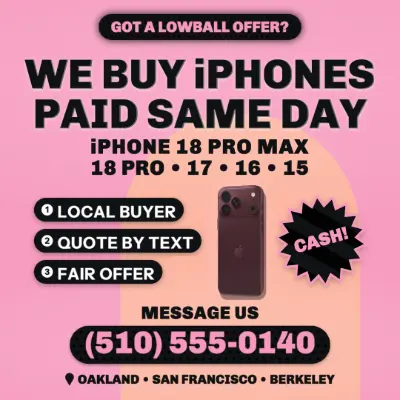 GOT A LOWBALL OFFER?
WE BUY iPHONES
PAID SAME DAY
iPHONE 18 PRO MAX
18 PRO • 17 • 16 • 15
1 LOCAL BUYER
2 QUOTE BY TEXT
3 FAIR OFFER
CASH!
MESSAGE US
(510) 555-0140
OAKLAND • SAN FRANCISCO • BERKELEY